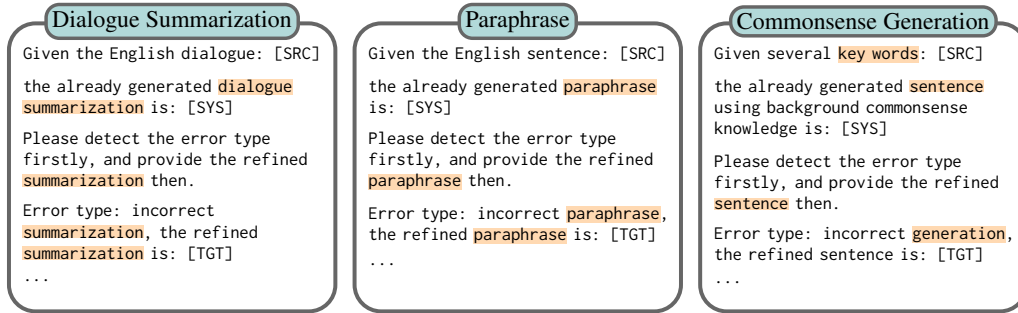 Dialogue Summarization
Given the English dialogue: [SRC]
the already generated dialogue
summarization is: [SYS]
Please detect the error type
firstly, and provide the refined
summarization then.
Error type: incorrect
summarization, the refined
summarization is: [TGT]
...
Paraphrase
Given the English sentence: [SRC]
the already generated paraphrase
is: [SYS]
Please detect the error type
firstly, and provide the refined
paraphrase then.
Error type: incorrect paraphrase,
the refined paraphrase is: [TGT]
...
Commonsense Generation
Given several key words: [SRC]
the already generated sentence
using background commonsense
knowledge is: [SYS]
Please detect the error type
firstly, and provide the refined
sentence then.
Error type: incorrect generation,
the refined sentence is: [TGT]
...